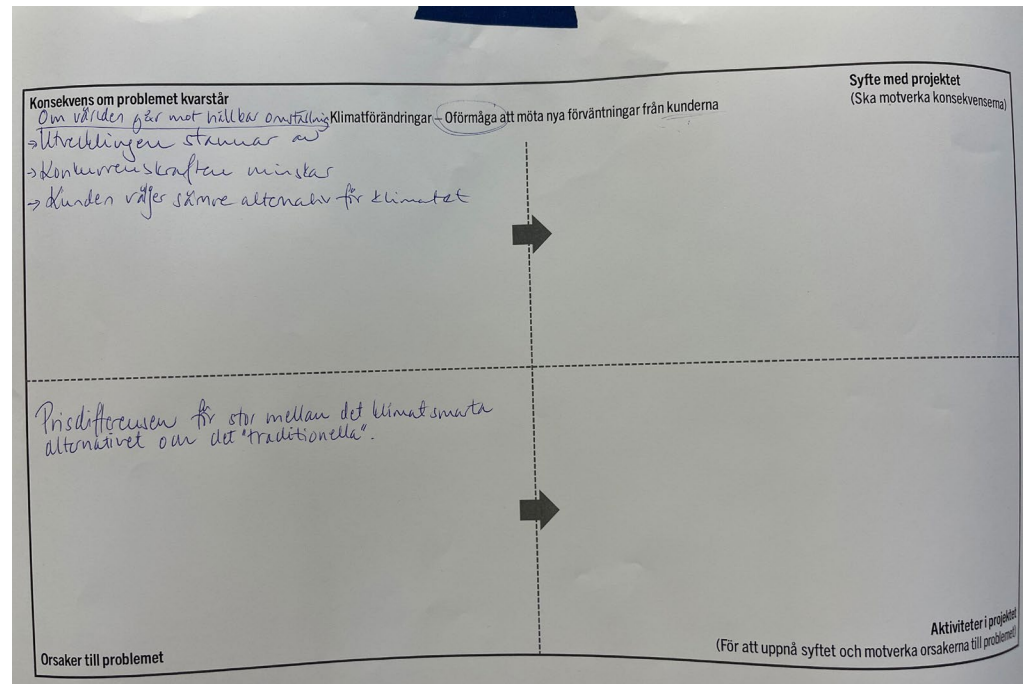 Konsekvens om problemet kvarstår
Syfte med projektet
(Ska motverka konsekvenserna)
Om världen går mot hållbar omställning
Klimatförändringar – Oförmåga att möta nya förväntningar från kunderna
→ Utvecklingen stannar av
→ Konkurrenskraften minskar
→ Kunden väljer sämre alternativ för klimatet
Prisdifferensen för stor mellan det klimatsmarta
alternativet och det "traditionella".
Orsaker till problemet
Aktiviteter i projektet
(För att uppnå syftet och motverka orsakerna till problemet)